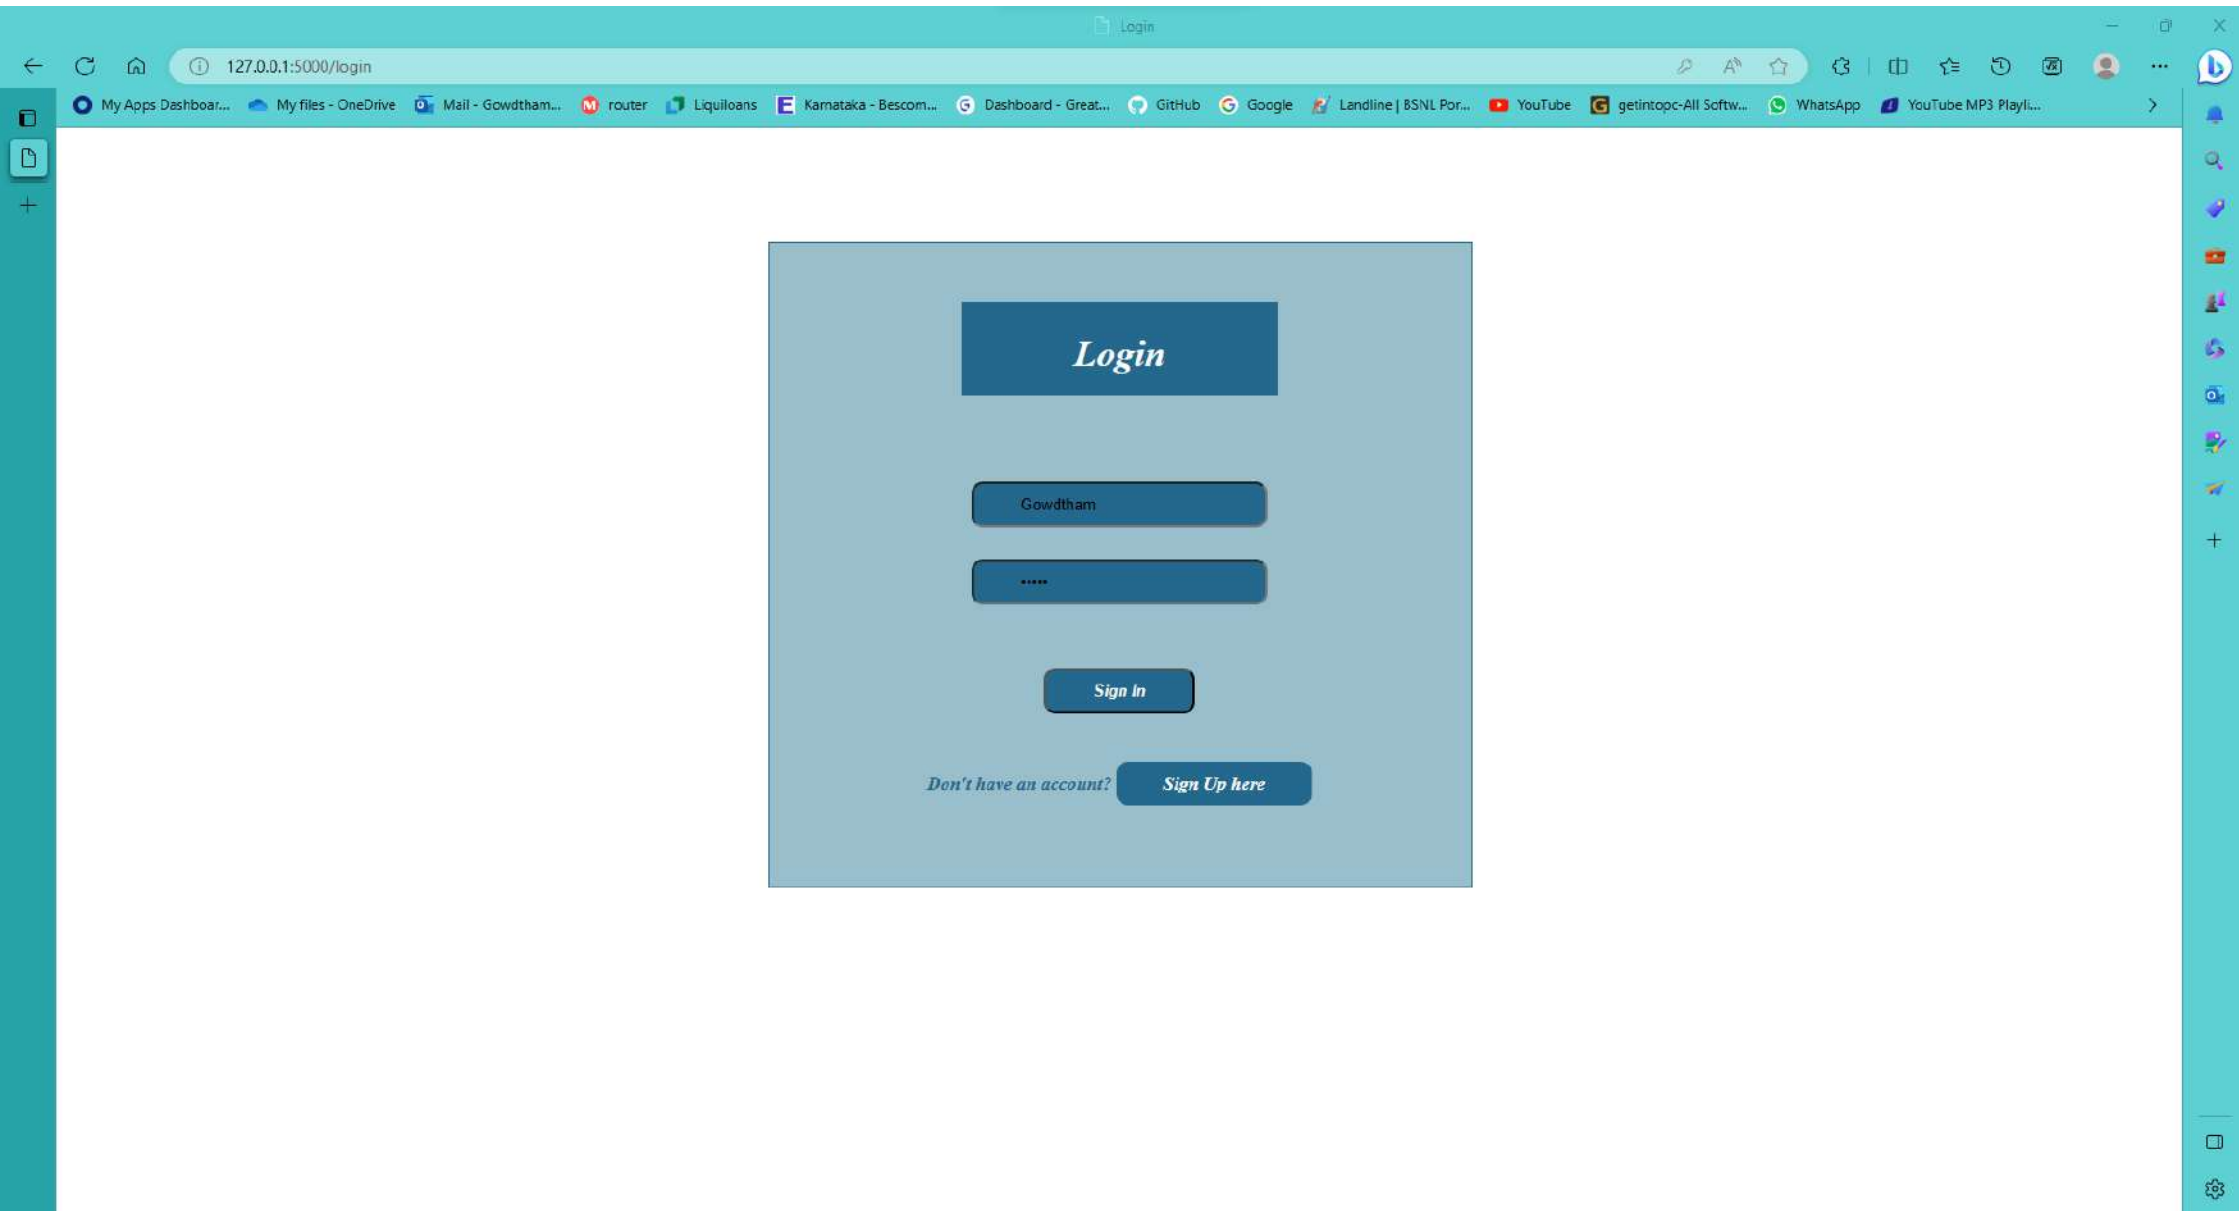 Login
127.0.0.1:5000/login
My Apps Dashboar... My files - OneDrive Mail - Gowdtham... router Liquiloans Karnataka - Bescom... Dashboard - Great... GitHub Google Landline | BSNL Por... YouTube getintopc-All Softw... WhatsApp YouTube MP3 Playli...
Login
Gowdtham
•••••
Sign In
Don't have an account? Sign Up here